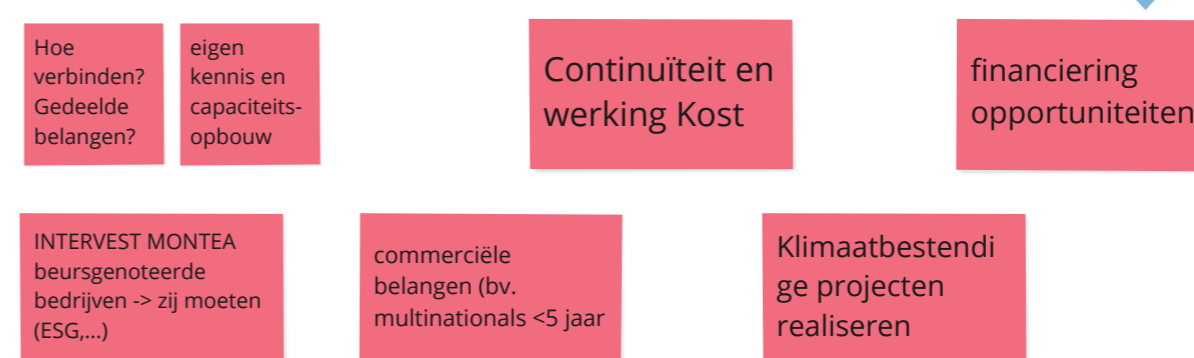 Hoe
verbinden?
Gedeelde
belangen?
eigen
kennis en
capaciteits-
opbouw
Continuïteit en
werking Kost
financiering
opportuniteiten
INTERVEST MONTEA
beursgenoteerde
bedrijven -> zij moeten
(ESG,...)
commerciële
belangen (bv.
multinationals <5 jaar
Klimaatbestendi
ge projecten
realiseren